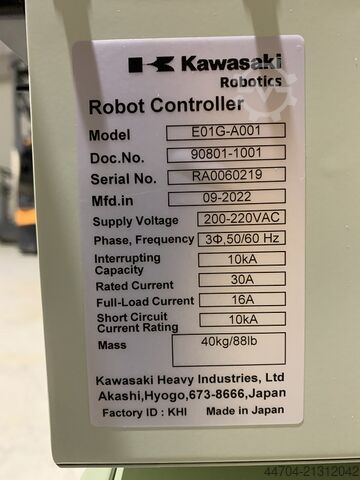 Kawasaki
Robotics
Robot Controller
Model E01G-A001
Doc.No. 90801-1001
Serial No. RA0060219
Mfd.in 09-2022
Supply Voltage 200-220VAC
Phase, Frequency 3Φ,50/60 Hz
Interrupting
Capacity 10kA
Rated Current 30A
Full-Load Current 16A
Short Circuit
Current Rating 10kA
Mass 40kg/88lb
Kawasaki Heavy Industries, Ltd
Akashi,Hyogo,673-8666,Japan
Factory ID : KHI Made in Japan
44704-21312042